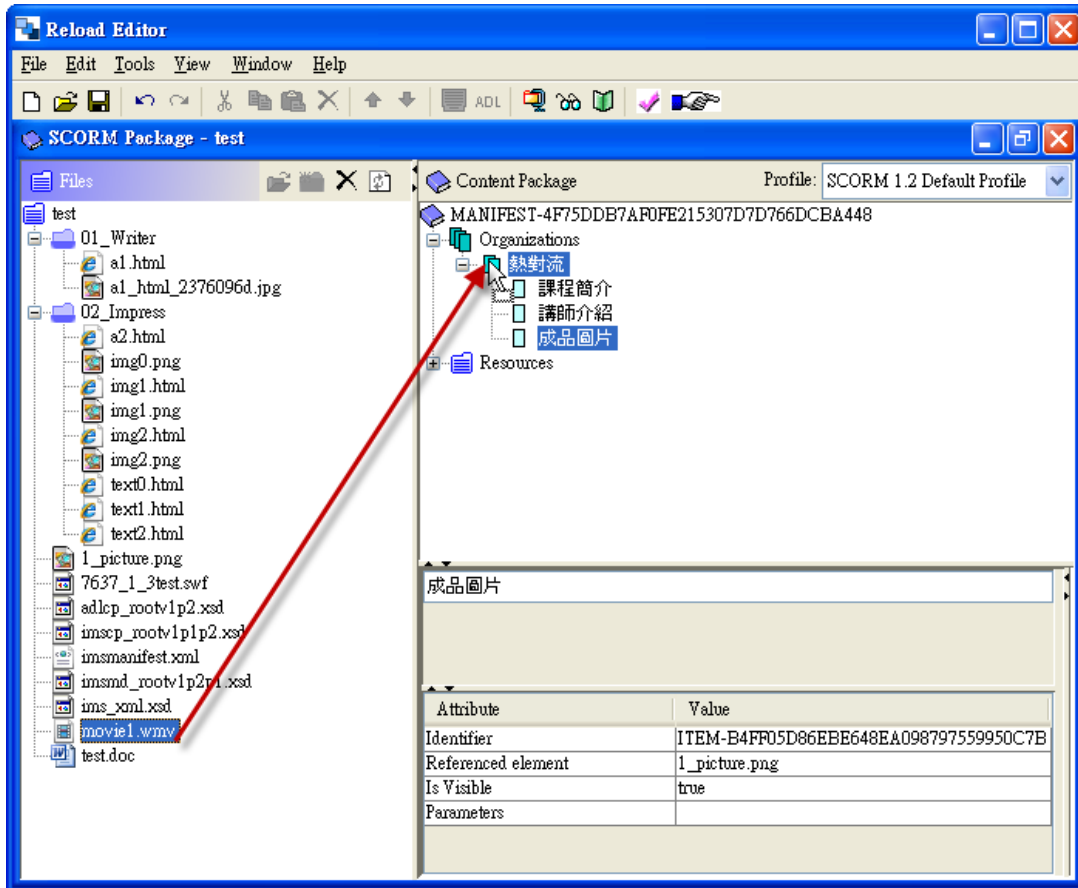 Reload Editor
File Edit Tools View Window Help
ADL
SCORM Package - test
Files
test
01_Writer
a1.html
a1_html_2376096d.jpg
02_Impress
a2.html
img0.png
img1.html
img1.png
img2.html
img2.png
text0.html
text1.html
text2.html
1_picture.png
7637_1_3test.swf
adlcp_rootv1p2.xsd
imscp_rootv1p1p2.xsd
imsmanifest.xml
imsmd_rootv1p2p1.xsd
ims_xml.xsd
movie1.wmv
test.doc
Content Package Profile: SCORM 1.2 Default Profile
MANIFEST-4F75DDB7AF0FE215307D7D766DCBA448
Organizations
熱對流
課程簡介
講師介紹
成品圖片
Resources
成品圖片
Attribute Value
Identifier ITEM-B4FF05D86EBE648EA098797559950C7B
Referenced element 1_picture.png
Is Visible true
Parameters